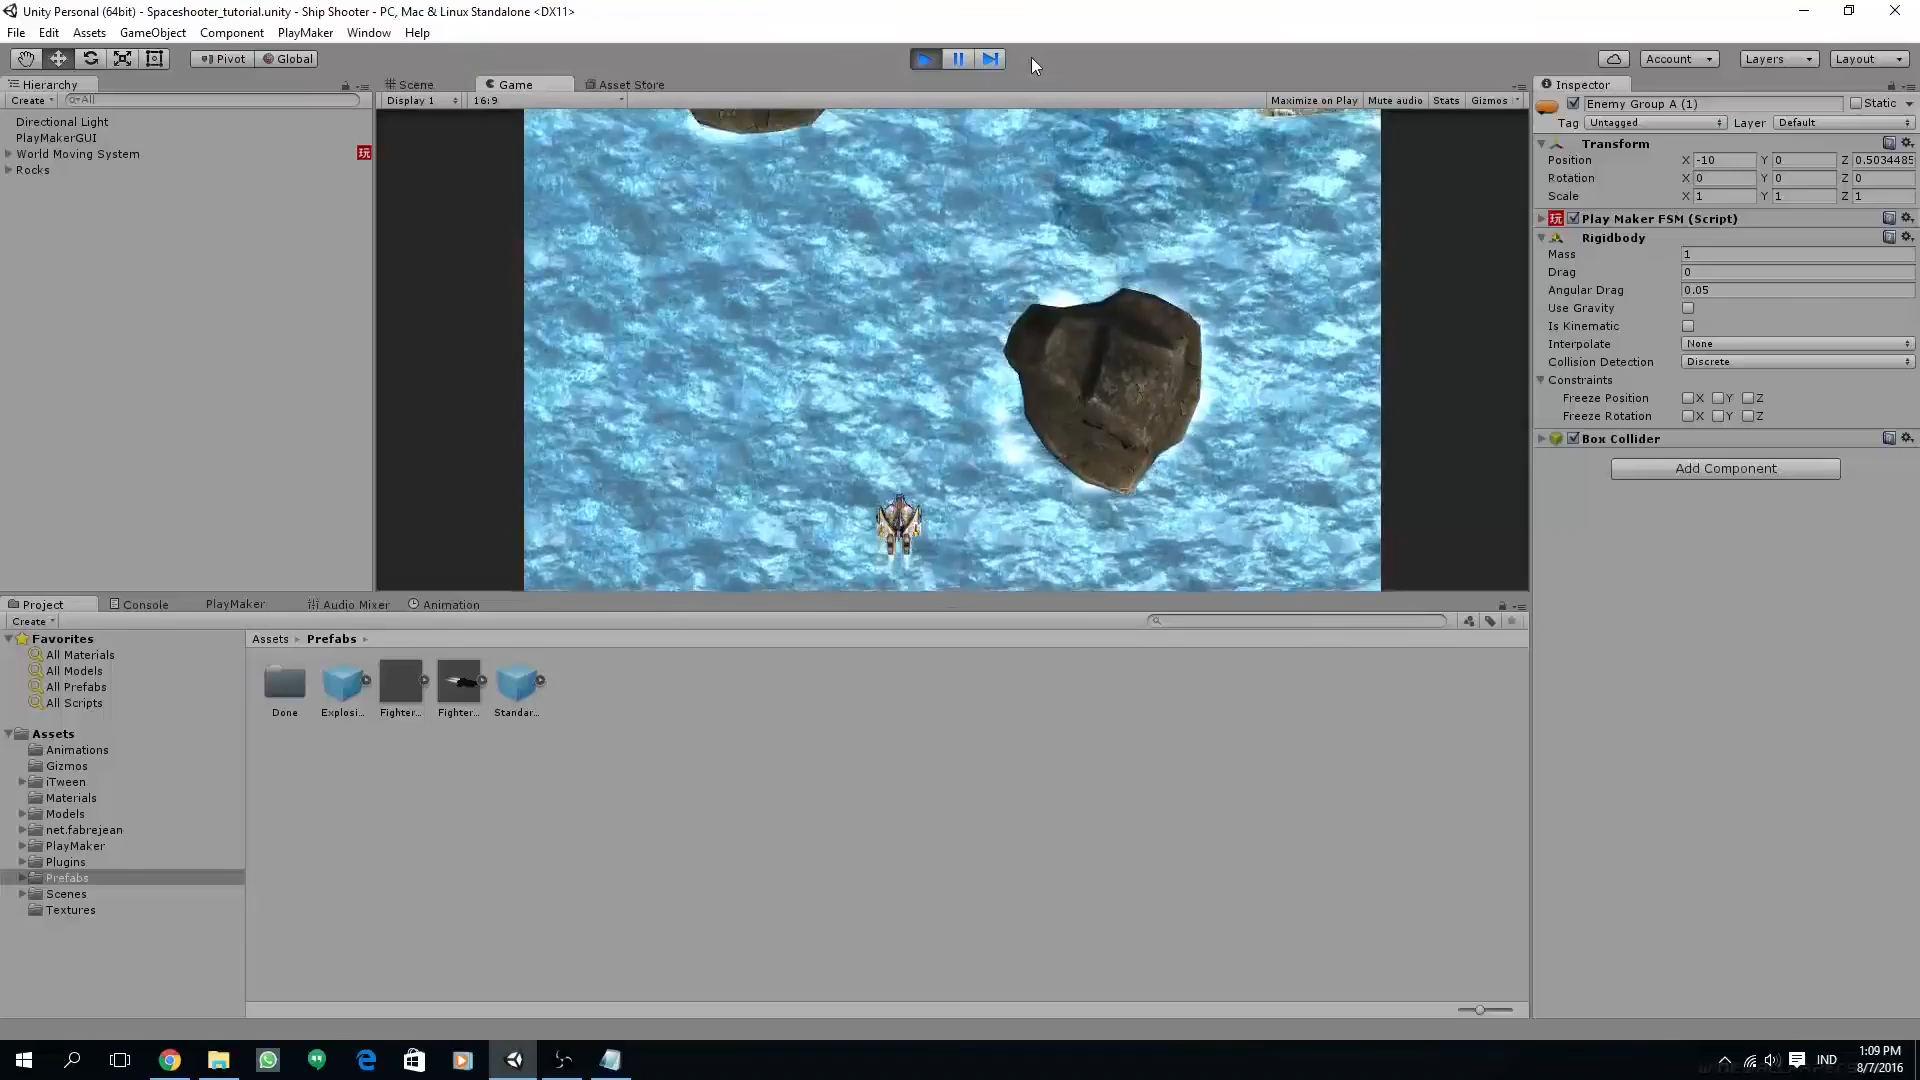 Unity Personal (64bit) - Spaceshooter_tutorial.unity - Ship Shooter - PC, Mac & Linux Standalone <DX11>
File Edit Assets GameObject Component PlayMaker Window Help
Pivot Global Account Layers Layout
Hierarchy
Create All
Directional Light
PlayMakerGUI
World Moving System 玩
Rocks
Scene Game Asset Store
Display 1 16:9 Maximize on Play Mute audio Stats Gizmos
Inspector
Enemy Group A (1) Static
Tag Untagged Layer Default
Transform
Position X -10 Y 0 Z 0.5034485
Rotation X 0 Y 0 Z 0
Scale X 1 Y 1 Z 1
玩 Play Maker FSM (Script)
Rigidbody
Mass 1
Drag 0
Angular Drag 0.05
Use Gravity
Is Kinematic
Interpolate None
Collision Detection Discrete
Constraints
Freeze Position X Y Z
Freeze Rotation X Y Z
Box Collider
Add Component
Project Console PlayMaker Audio Mixer Animation
Create
Favorites
All Materials
All Models
All Prefabs
All Scripts
Assets
Animations
Gizmos
iTween
Materials
Models
net.fabrejean
PlayMaker
Plugins
Prefabs
Scenes
Textures
Assets Prefabs
Done Explosi... Fighter... Fighter... Standar...
IND
1:09 PM
8/7/2016